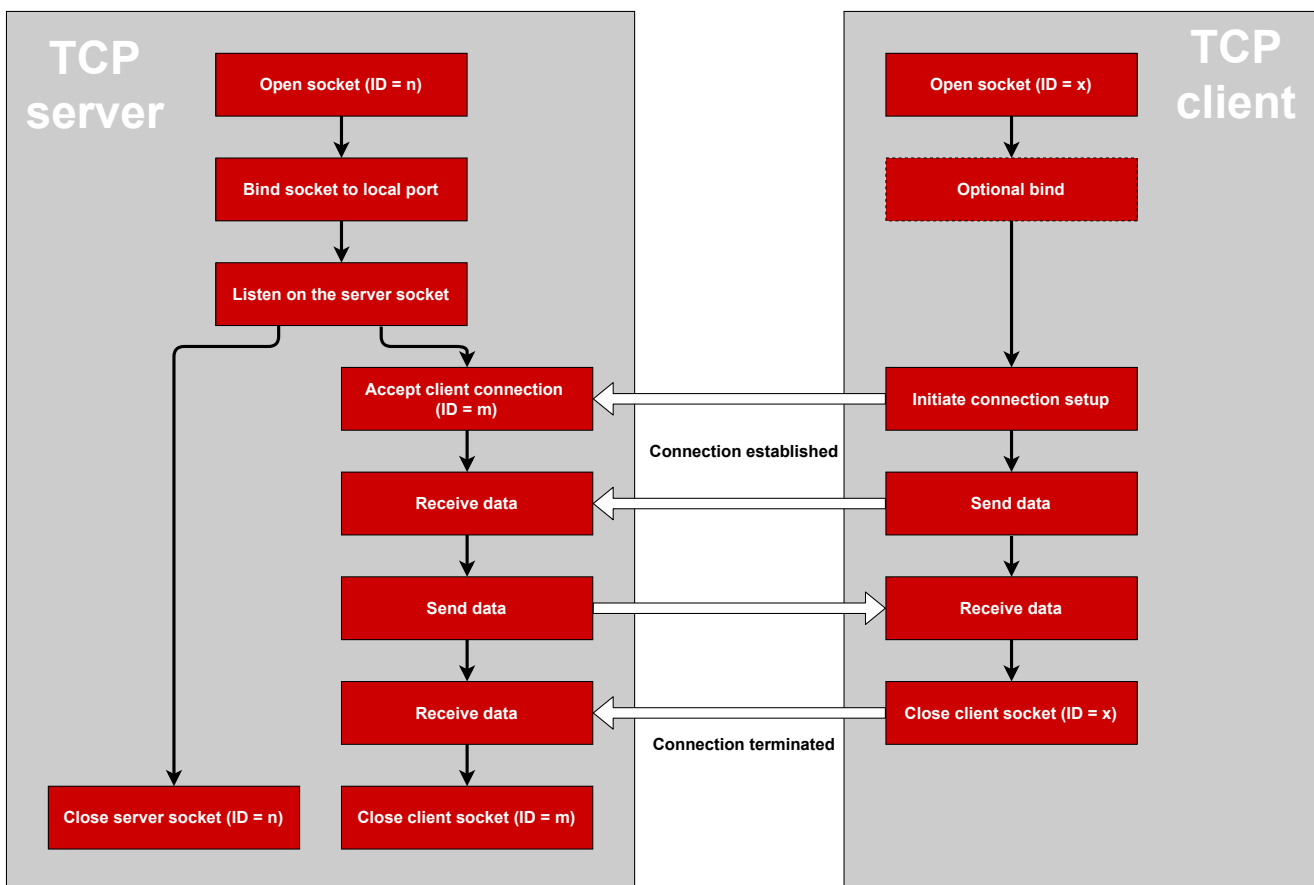 TCP
server
Open socket (ID = n)
Bind socket to local port
Listen on the server socket
Accept client connection
(ID = m)
Receive data
Send data
Receive data
Close server socket (ID = n)
Close client socket (ID = m)
Connection established
Connection terminated
TCP
client
Open socket (ID = x)
Optional bind
Initiate connection setup
Send data
Receive data
Close client socket (ID = x)